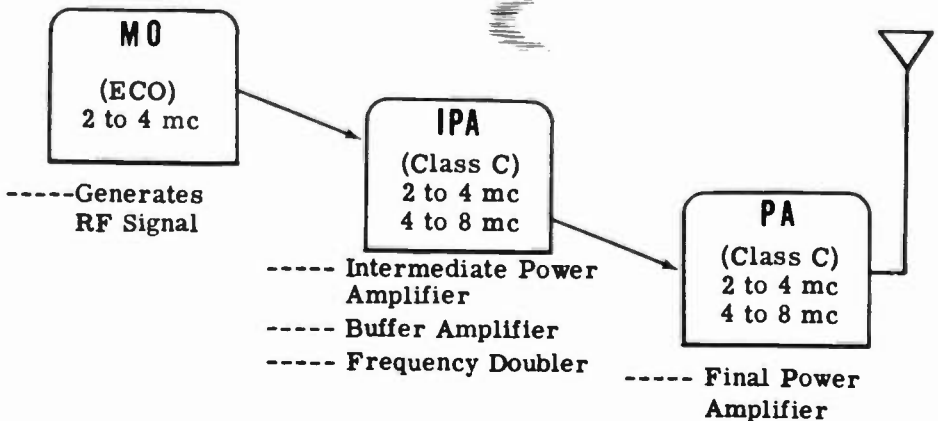 MO
(ECO)
2 to 4 mc
-----Generates
RF Signal
IPA
(Class C)
2 to 4 mc
4 to 8 mc
----- Intermediate Power
Amplifier
----- Buffer Amplifier
----- Frequency Doubler
PA
(Class C)
2 to 4 mc
4 to 8 mc
----- Final Power
Amplifier